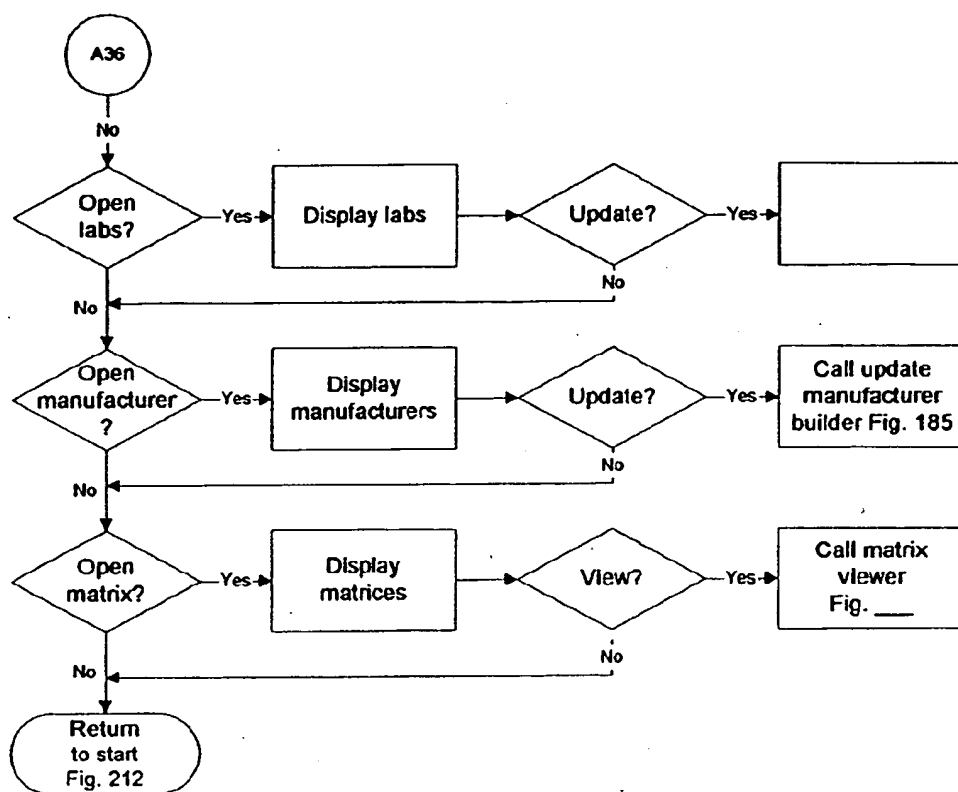 A36
No
Open
labs?
Yes
Display labs
Update?
Yes
No
No
Open
manufacturer
?
Yes
Display
manufacturers
Update?
Yes
Call update
manufacturer
builder Fig. 185
No
No
Open
matrix?
Yes
Display
matrices
View?
Yes
Call matrix
viewer
Fig. ___
No
No
Return
to start
Fig. 212